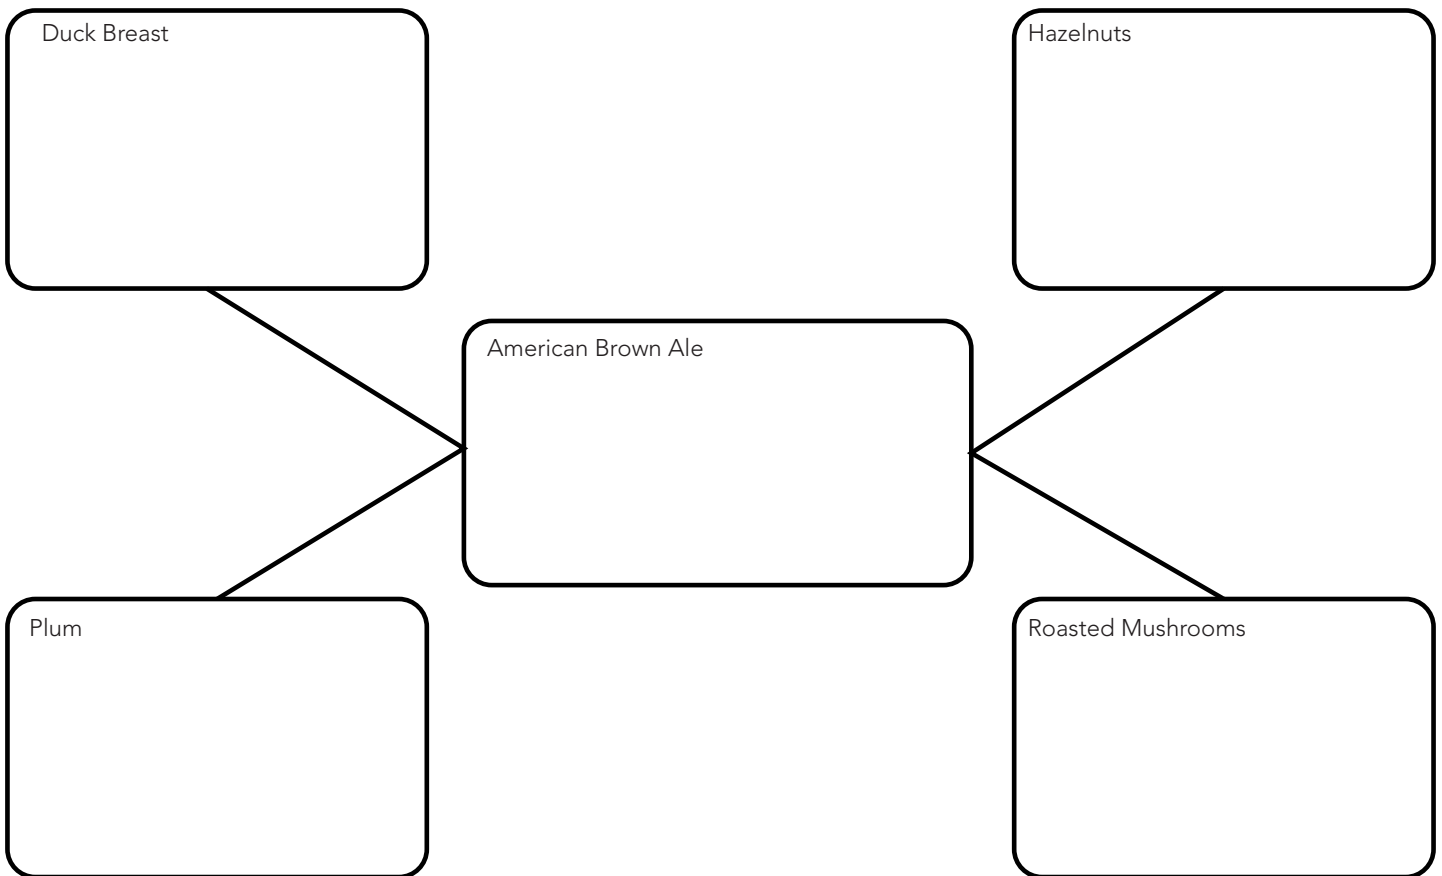 Duck Breast
Hazelnuts
American Brown Ale
Plum
Roasted Mushrooms